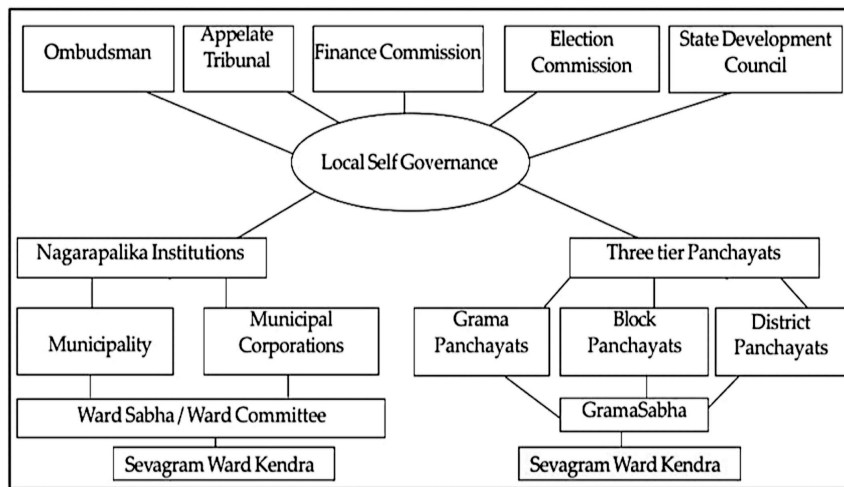 Ombudsman
Appelate
Tribunal
Finance Commission
Election
Commission
State Development
Council
Local Self Governance
Nagarapalika Institutions
Three tier Panchayats
Municipality
Municipal
Corporations
Grama
Panchayats
Block
Panchayats
District
Panchayats
Ward Sabha / Ward Committee
GramaSabha
Sevagram Ward Kendra
Sevagram Ward Kendra